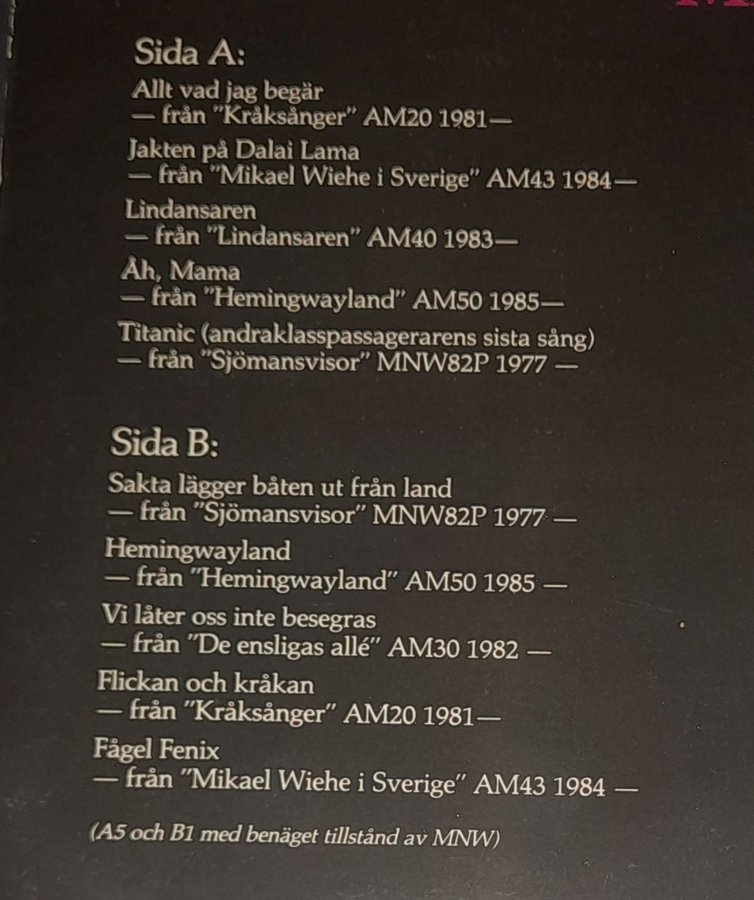 Sida A:
Allt vad jag begär
— från "Kråksånger" AM20 1981—
Jakten på Dalai Lama
— från "Mikael Wiehe i Sverige" AM43 1984—
Lindansaren
— från "Lindansaren" AM40 1983—
Åh, Mama
— från "Hemingwayland" AM50 1985—
Titanic (andraklasspassagerarens sista sång)
— från "Sjömansvisor" MNW82P 1977 —
Sida B:
Sakta lägger båten ut från land
— från "Sjömansvisor" MNW82P 1977 —
Hemingwayland
— från "Hemingwayland" AM50 1985 —
Vi låter oss inte besegras
— från "De ensligas allé" AM30 1982 —
Flickan och kråkan
— från "Kråksånger" AM20 1981—
Fågel Fenix
— från "Mikael Wiehe i Sverige" AM43 1984 —
(A5 och B1 med benäget tillstånd av MNW)